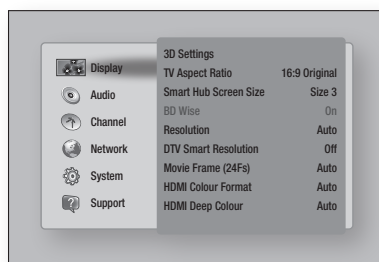 Display
Audio
Channel
Network
System
Support
3D Settings
TV Aspect Ratio 16:9 Original
Smart Hub Screen Size Size 3
BD Wise On
Resolution Auto
DTV Smart Resolution Off
Movie Frame (24Fs) Auto
HDMI Colour Format Auto
HDMI Deep Colour Auto